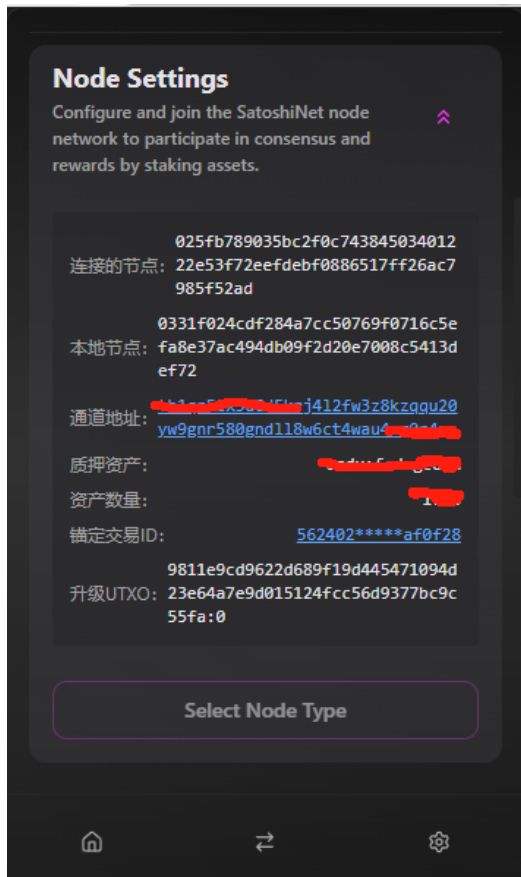 Node Settings
Configure and join the SatoshiNet node
network to participate in consensus and
rewards by staking assets.
连接的节点:
025fb789035bc2f0c743845034012
22e53f72eefdebf0886517ff26ac7
985f52ad
本地节点:
0331f024cdf284a7cc50769f0716c5e
fa8e37ac494db09f2d20e7008c5413d
ef72
通道地址:
j4l2fw3z8kzqqu20
yw9gnr580gndll8w6ct4wau4
质押资产:
资产数量:
锚定交易ID:
562402*****af0f28
升级UTXO:
9811e9cd9622d689f19d445471094d
23e64a7e9d015124fcc56d9377bc9c
55fa:0
Select Node Type